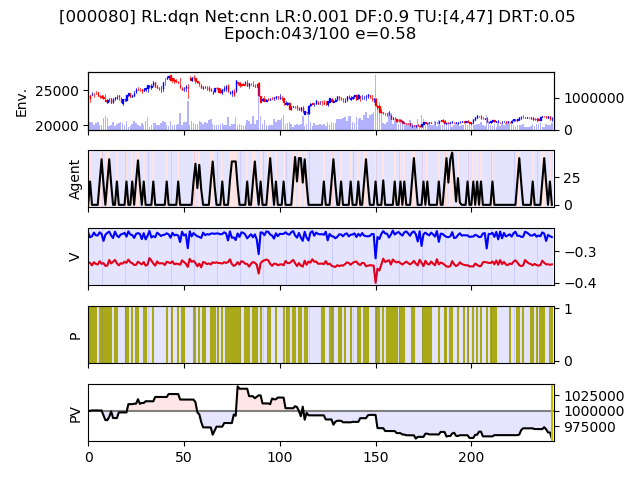 [000080] RL:dqn Net:cnn LR:0.001 DF:0.9 TU:[4,47] DRT:0.05
Epoch:043/100 e=0.58
Env.
25000
20000
1000000
0
Agent
25
0
V
−0.3
−0.4
P
1
0
PV
1025000
1000000
975000
0
50
100
150
200